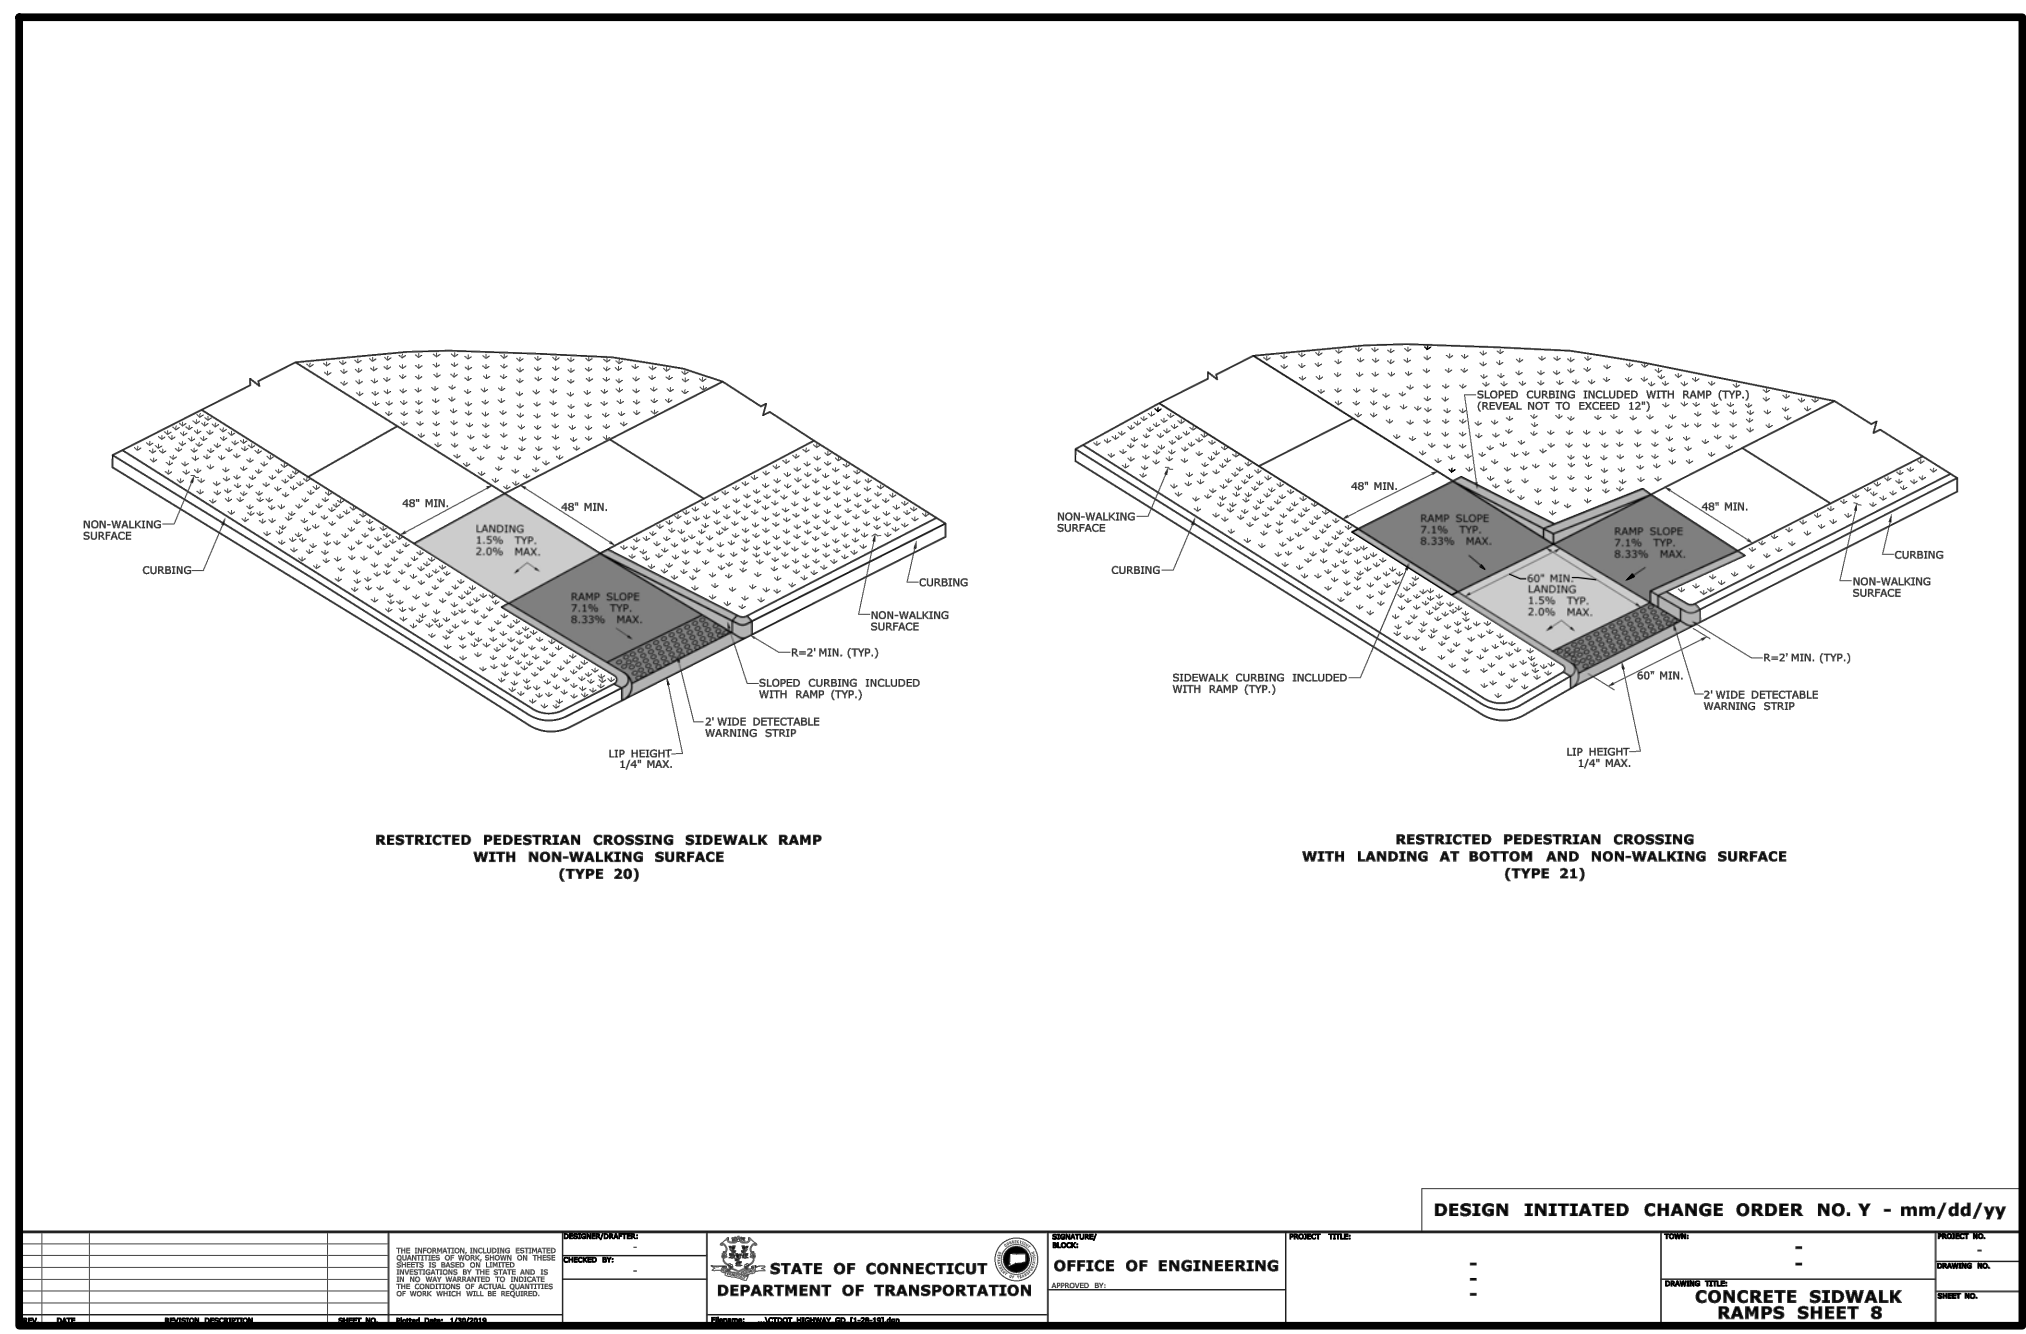 48" MIN.
48" MIN.
LANDING
1.5% TYP.
2.0% MAX.
NON-WALKING
SURFACE
CURBING
RAMP SLOPE
7.1% TYP.
8.33% MAX.
CURBING
NON-WALKING
SURFACE
R=2' MIN. (TYP.)
SLOPED CURBING INCLUDED
WITH RAMP (TYP.)
2' WIDE DETECTABLE
WARNING STRIP
LIP HEIGHT
1/4" MAX.
RESTRICTED PEDESTRIAN CROSSING SIDEWALK RAMP
WITH NON-WALKING SURFACE
(TYPE 20)
SLOPED CURBING INCLUDED WITH RAMP (TYP.)
(REVEAL NOT TO EXCEED 12")
48" MIN.
48" MIN.
NON-WALKING
SURFACE
CURBING
RAMP SLOPE
7.1% TYP.
8.33% MAX.
RAMP SLOPE
7.1% TYP.
8.33% MAX.
60" MIN.
LANDING
1.5% TYP.
2.0% MAX.
CURBING
NON-WALKING
SURFACE
R=2' MIN. (TYP.)
60" MIN.
SIDEWALK CURBING INCLUDED
WITH RAMP (TYP.)
2' WIDE DETECTABLE
WARNING STRIP
LIP HEIGHT
1/4" MAX.
RESTRICTED PEDESTRIAN CROSSING
WITH LANDING AT BOTTOM AND NON-WALKING SURFACE
(TYPE 21)
DESIGN INITIATED CHANGE ORDER NO. Y - mm/dd/yy
REV. DATE REVISION DESCRIPTION SHEET NO.
THE INFORMATION, INCLUDING ESTIMATED
QUANTITIES OF WORK, SHOWN ON THESE
SHEETS IS BASED ON LIMITED
INVESTIGATIONS BY THE STATE AND IS
IN NO WAY WARRANTED TO INDICATE
THE CONDITIONS OF ACTUAL QUANTITIES
OF WORK WHICH WILL BE REQUIRED.
Plotted Date: 1/30/2019
DESIGNER/DRAFTER:
-
CHECKED BY:
-
STATE OF CONNECTICUT
DEPARTMENT OF TRANSPORTATION
Filename: ...\CTDOT_HIGHWAY_GD_[1-28-19].dgn
SIGNATURE/
BLOCK:
OFFICE OF ENGINEERING
APPROVED BY:
PROJECT TITLE:
-
-
-
TOWN:
-
-
DRAWING TITLE:
CONCRETE SIDWALK
RAMPS SHEET 8
PROJECT NO.
-
DRAWING NO.
SHEET NO.